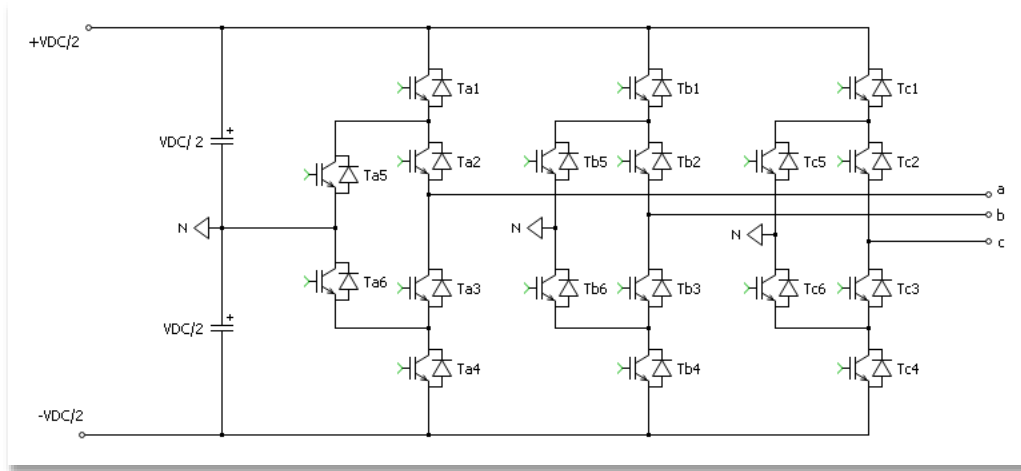 +VDC/2
Ta1
Tb1
Tc1
VDC/ 2
Ta5
Ta2
Tb5
Tb2
Tc5
Tc2
a
N
N
N
b
c
Ta6
Ta3
Tb6
Tb3
Tc6
Tc3
VDC/2
Ta4
Tb4
Tc4
-VDC/2